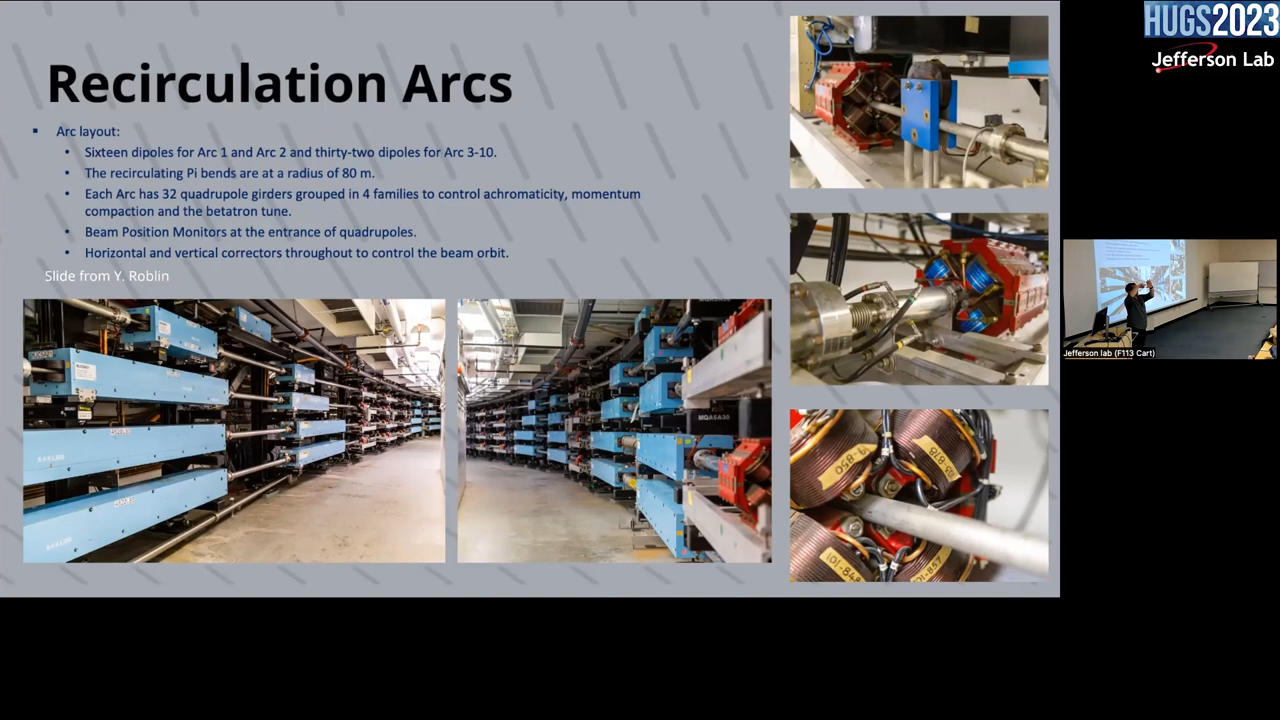 HUGS2023
Jefferson Lab
Recirculation Arcs
▪ Arc layout:
• Sixteen dipoles for Arc 1 and Arc 2 and thirty-two dipoles for Arc 3-10.
• The recirculating Pi bends are at a radius of 80 m.
• Each Arc has 32 quadrupole girders grouped in 4 families to control achromaticity, momentum
compaction and the betatron tune.
• Beam Position Monitors at the entrance of quadrupoles.
• Horizontal and vertical correctors throughout to control the beam orbit.
Slide from Y. Roblin
Jefferson lab (F113 Cart)
MQA5A35
101-857